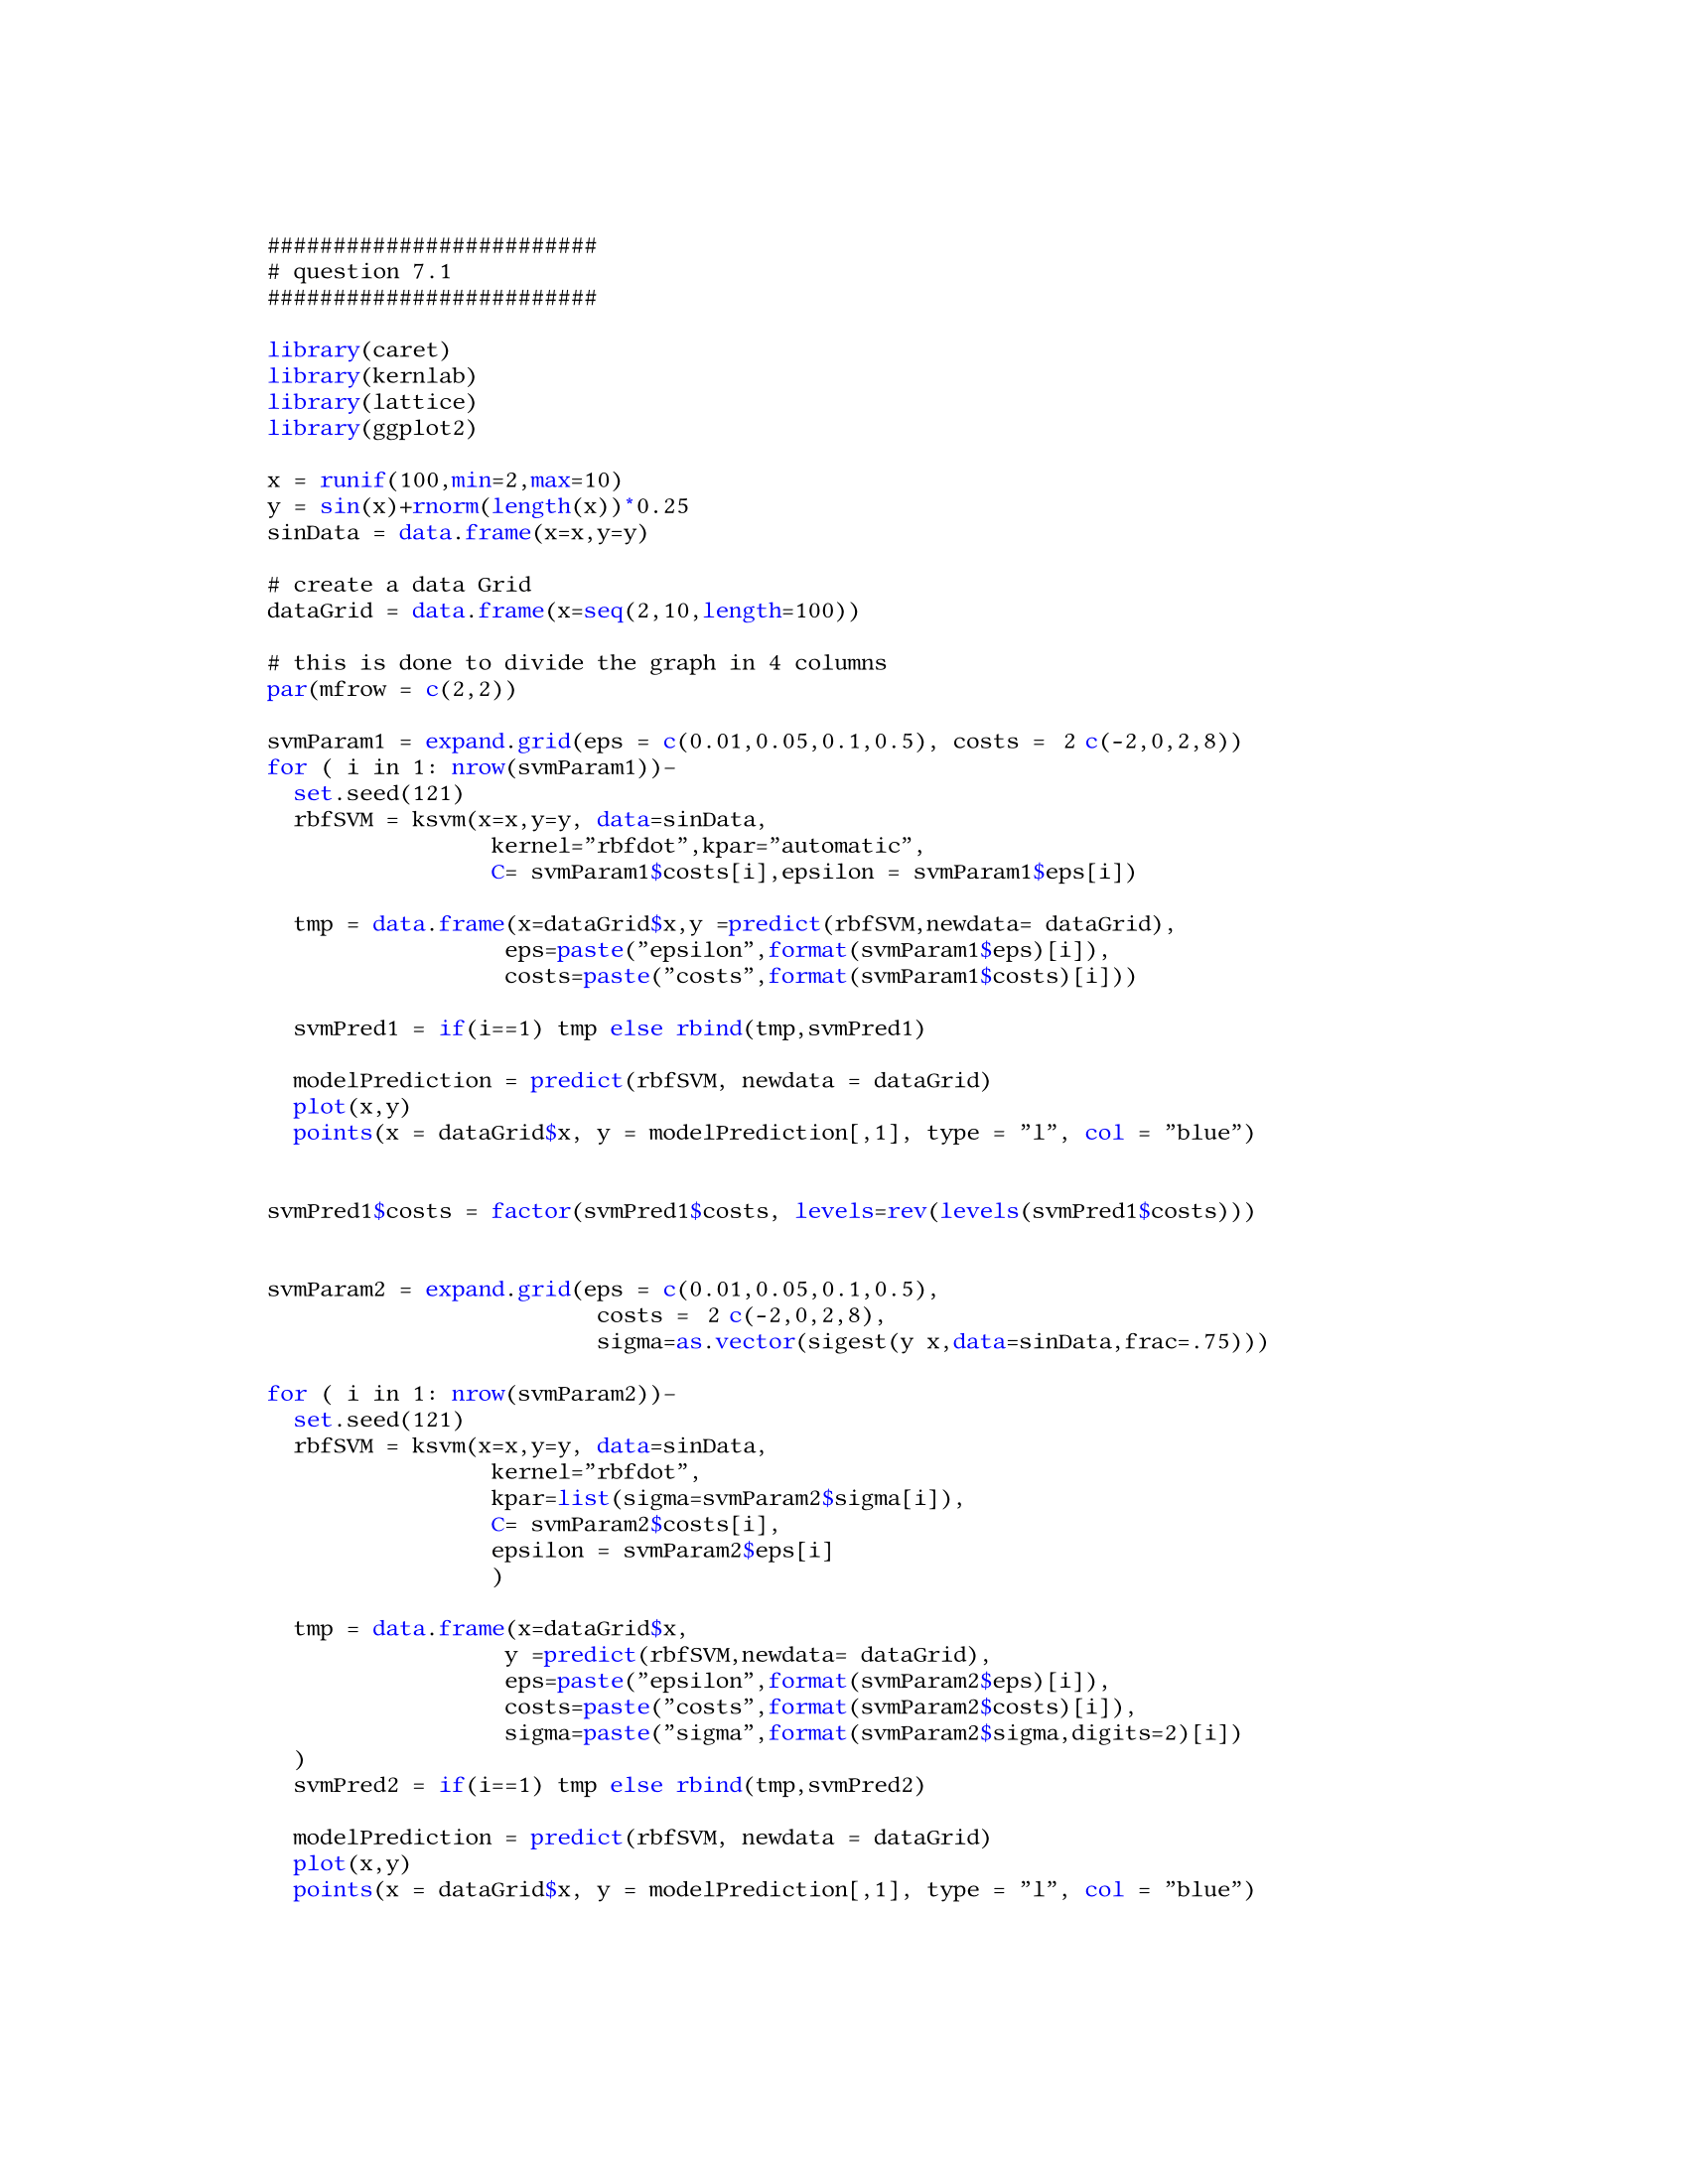 #########################
# question 7.1
#########################
library(caret)
library(kernlab)
library(lattice)
library(ggplot2)
x = runif(100,min=2,max=10)
y = sin(x)+rnorm(length(x))*0.25
sinData = data.frame(x=x,y=y)
# create a data Grid
dataGrid = data.frame(x=seq(2,10,length=100))
# this is done to divide the graph in 4 columns
par(mfrow = c(2,2))
svmParam1 = expand.grid(eps = c(0.01,0.05,0.1,0.5), costs = 2 c(-2,0,2,8))
for ( i in 1: nrow(svmParam1))–
  set.seed(121)
  rbfSVM = ksvm(x=x,y=y, data=sinData,
                 kernel=”rbfdot”,kpar=”automatic”,
                 C= svmParam1$costs[i],epsilon = svmParam1$eps[i])
  tmp = data.frame(x=dataGrid$x,y =predict(rbfSVM,newdata= dataGrid),
                  eps=paste(”epsilon”,format(svmParam1$eps)[i]),
                  costs=paste(”costs”,format(svmParam1$costs)[i]))
  svmPred1 = if(i==1) tmp else rbind(tmp,svmPred1)
  modelPrediction = predict(rbfSVM, newdata = dataGrid)
  plot(x,y)
  points(x = dataGrid$x, y = modelPrediction[,1], type = ”l”, col = ”blue”)
svmPred1$costs = factor(svmPred1$costs, levels=rev(levels(svmPred1$costs)))
svmParam2 = expand.grid(eps = c(0.01,0.05,0.1,0.5),
                         costs = 2 c(-2,0,2,8),
                         sigma=as.vector(sigest(y x,data=sinData,frac=.75)))
for ( i in 1: nrow(svmParam2))–
  set.seed(121)
  rbfSVM = ksvm(x=x,y=y, data=sinData,
                 kernel=”rbfdot”,
                 kpar=list(sigma=svmParam2$sigma[i]),
                 C= svmParam2$costs[i],
                 epsilon = svmParam2$eps[i]
                 )
  tmp = data.frame(x=dataGrid$x,
                  y =predict(rbfSVM,newdata= dataGrid),
                  eps=paste(”epsilon”,format(svmParam2$eps)[i]),
                  costs=paste(”costs”,format(svmParam2$costs)[i]),
                  sigma=paste(”sigma”,format(svmParam2$sigma,digits=2)[i])
  )
  svmPred2 = if(i==1) tmp else rbind(tmp,svmPred2)
  modelPrediction = predict(rbfSVM, newdata = dataGrid)
  plot(x,y)
  points(x = dataGrid$x, y = modelPrediction[,1], type = ”l”, col = ”blue”)